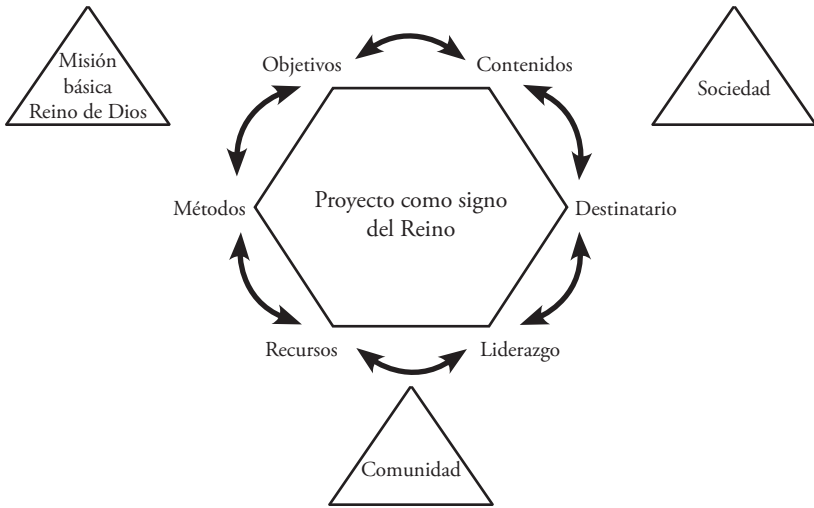 Misión
básica
Reino de Dios
Objetivos
Contenidos
Sociedad
Métodos
Proyecto como signo
del Reino
Destinatario
Recursos
Liderazgo
Comunidad